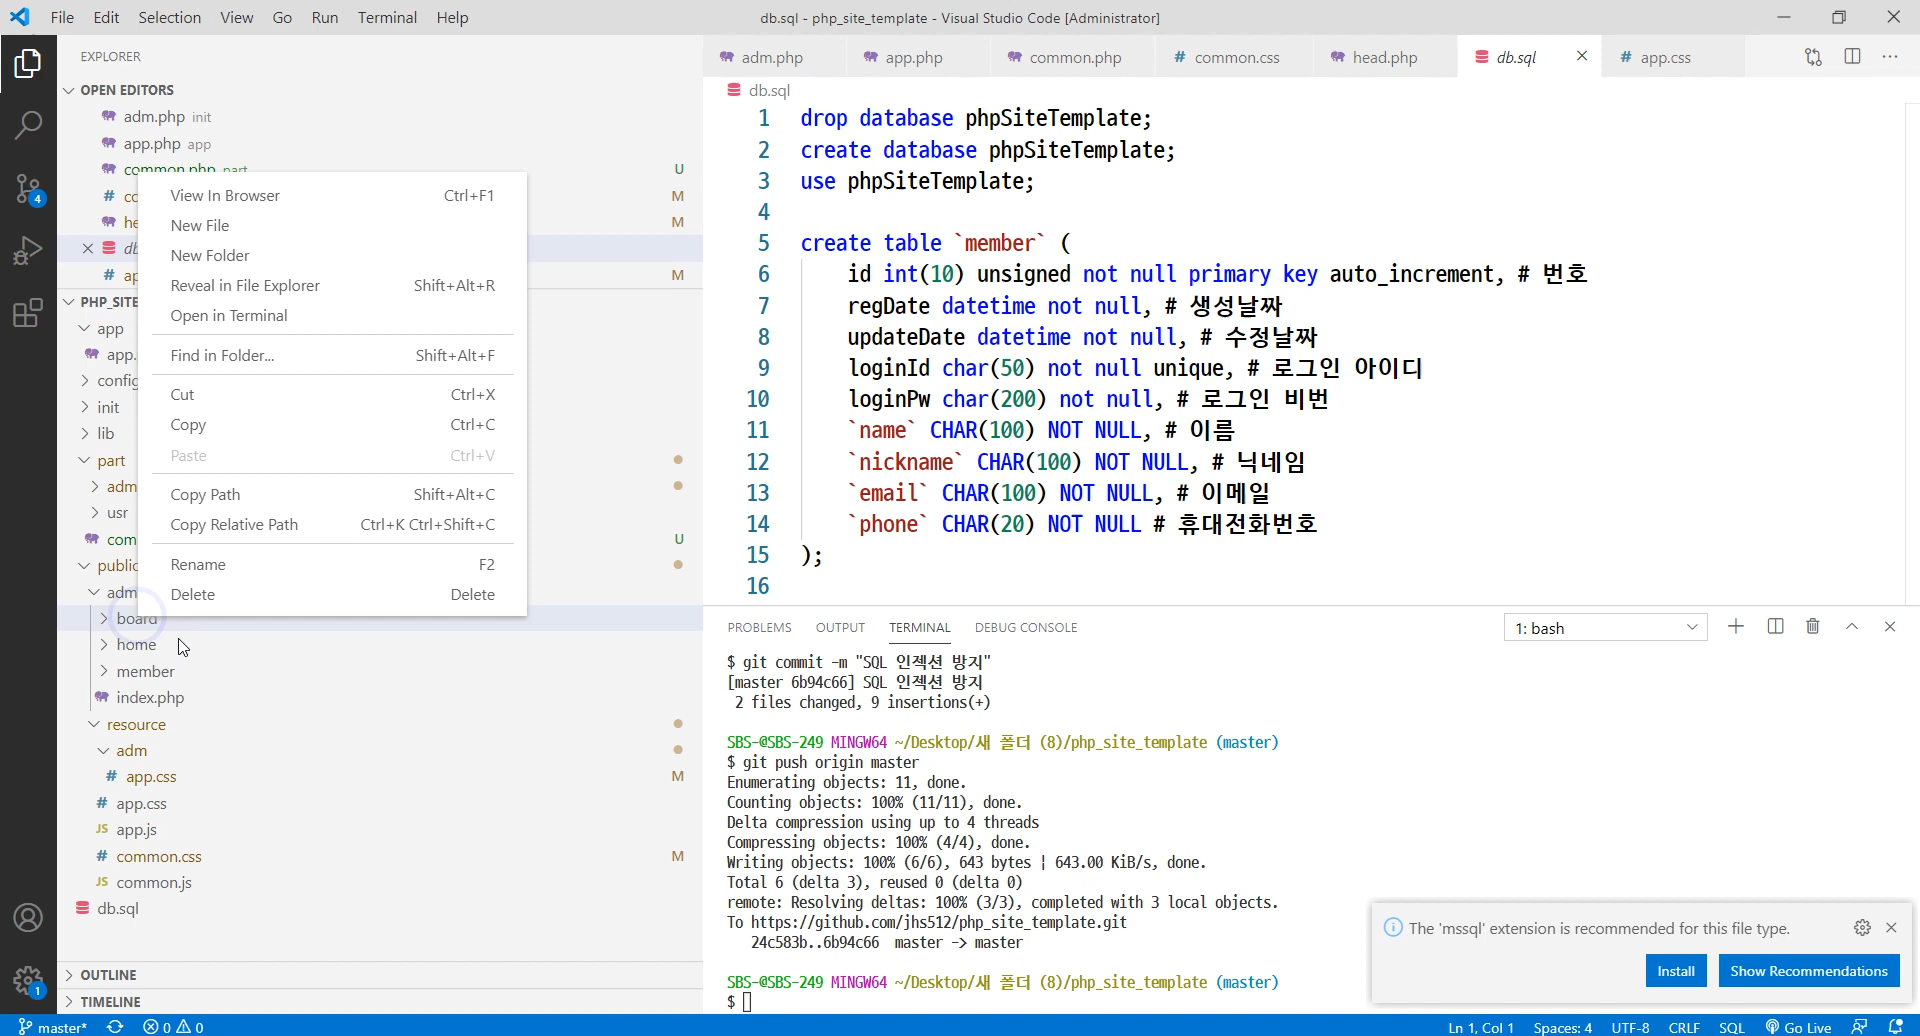 File Edit Selection View Go Run Terminal Help
db.sql - php_site_template - Visual Studio Code [Administrator]
EXPLORER
OPEN EDITORS
adm.php init
app.php app
common.php part U
M
M
M
PHP_SITE
app
app.
config
init
lib
part
adm
usr
com U
public
adm
board
home
member
index.php
resource
adm
app.css M
app.css
app.js
common.css M
common.js
db.sql
OUTLINE
TIMELINE
4
1
View In Browser Ctrl+F1
New File
New Folder
Reveal in File Explorer Shift+Alt+R
Open in Terminal
Find in Folder... Shift+Alt+F
Cut Ctrl+X
Copy Ctrl+C
Paste Ctrl+V
Copy Path Shift+Alt+C
Copy Relative Path Ctrl+K Ctrl+Shift+C
Rename F2
Delete Delete
adm.php app.php common.php common.css head.php db.sql app.css
db.sql
1 drop database phpSiteTemplate;
2 create database phpSiteTemplate;
3 use phpSiteTemplate;
4
5 create table `member` (
6 id int(10) unsigned not null primary key auto_increment, # 번호
7 regDate datetime not null, # 생성날짜
8 updateDate datetime not null, # 수정날짜
9 loginId char(50) not null unique, # 로그인 아이디
10 loginPw char(200) not null, # 로그인 비번
11 `name` CHAR(100) NOT NULL, # 이름
12 `nickname` CHAR(100) NOT NULL, # 닉네임
13 `email` CHAR(100) NOT NULL, # 이메일
14 `phone` CHAR(20) NOT NULL # 휴대전화번호
15 );
16
PROBLEMS OUTPUT TERMINAL DEBUG CONSOLE 1: bash
$ git commit -m "SQL 인젝션 방지"
[master 6b94c66] SQL 인젝션 방지
2 files changed, 9 insertions(+)
SBS-@SBS-249 MINGW64 ~/Desktop/새 폴더 (8)/php_site_template (master)
$ git push origin master
Enumerating objects: 11, done.
Counting objects: 100% (11/11), done.
Delta compression using up to 4 threads
Compressing objects: 100% (4/4), done.
Writing objects: 100% (6/6), 643 bytes ¦ 643.00 KiB/s, done.
Total 6 (delta 3), reused 0 (delta 0)
remote: Resolving deltas: 100% (3/3), completed with 3 local objects.
To https://github.com/jhs512/php_site_template.git
24c583b..6b94c66 master -> master
SBS-@SBS-249 MINGW64 ~/Desktop/새 폴더 (8)/php_site_template (master)
$
The 'mssql' extension is recommended for this file type.
Install Show Recommendations
master* 0 0 Ln 1, Col 1 Spaces: 4 UTF-8 CRLF SQL Go Live